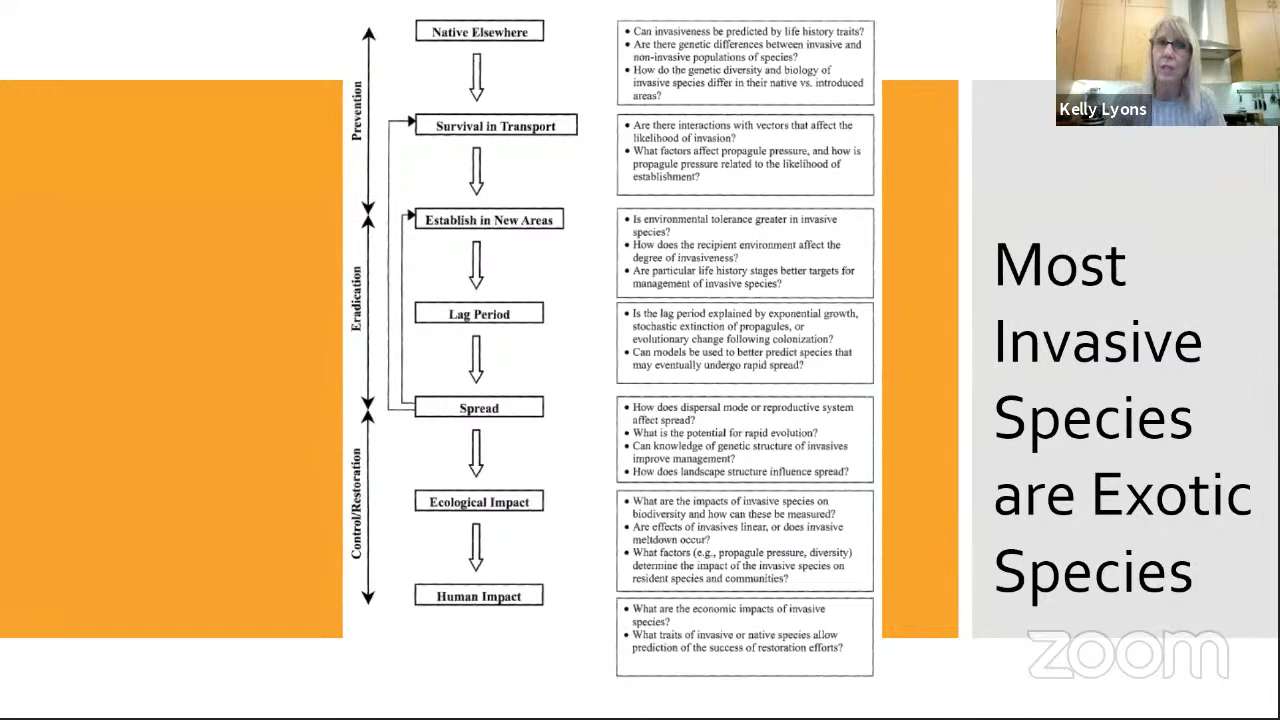 Native Elsewhere
Survival in Transport
Establish in New Areas
Lag Period
Spread
Ecological Impact
Human Impact
Prevention
Eradication
Control/Restoration
• Can invasiveness be predicted by life history traits?
• Are there genetic differences between invasive and
non-invasive populations of species?
• How do the genetic diversity and biology of
invasive species differ in their native vs. introduced
areas?
• Are there interactions with vectors that affect the
likelihood of invasion?
• What factors affect propagule pressure, and how is
propagule pressure related to the likelihood of
establishment?
• Is environmental tolerance greater in invasive
species?
• How does the recipient environment affect the
degree of invasiveness?
• Are particular life history stages better targets for
management of invasive species?
• Is the lag period explained by exponential growth,
stochastic extinction of propagules, or
evolutionary change following colonization?
• Can models be used to better predict species that
may eventually undergo rapid spread?
• How does dispersal mode or reproductive system
affect spread?
• What is the potential for rapid evolution?
• Can knowledge of genetic structure of invasives
improve management?
• How does landscape structure influence spread?
• What are the impacts of invasive species on
biodiversity and how can these be measured?
• Are effects of invasives linear, or does invasive
meltdown occur?
• What factors (e.g., propagule pressure, diversity)
determine the impact of the invasive species on
resident species and communities?
• What are the economic impacts of invasive
species?
• What traits of invasive or native species allow
prediction of the success of restoration efforts?
Kelly Lyons
Most
Invasive
Species
are Exotic
Species
zoom